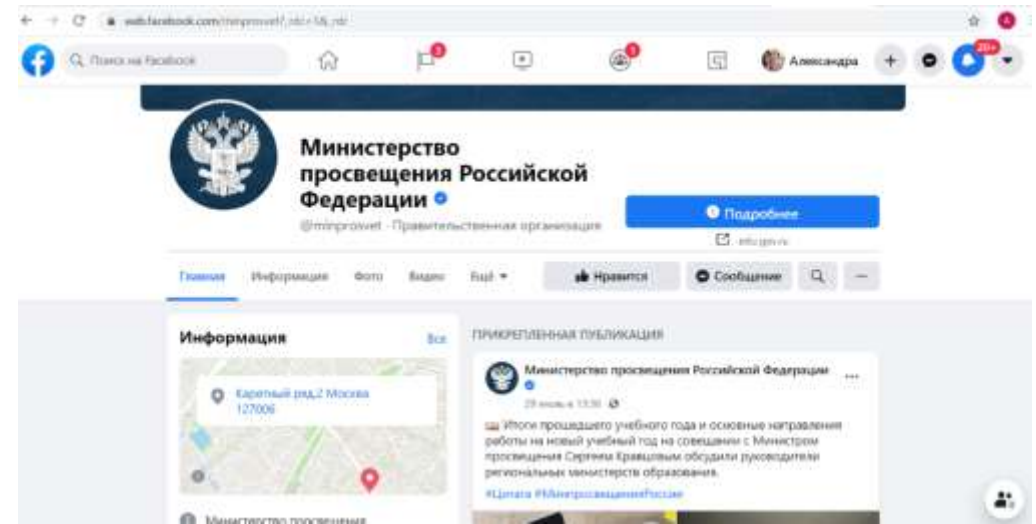 web.facebook.com/minprosvet/
Поиск на Facebook
Александра
20+
Министерство
просвещения Российской
Федерации
@minprosvet · Правительственная организация
Подробнее
edu.gov.ru
Главная Информация Фото Видео Ещё
Нравится Сообщение
Информация Все
Каретный ряд,2 Москва
127006
Министерство просвещения
ПРИКРЕПЛЕННАЯ ПУБЛИКАЦИЯ
Министерство просвещения Российской Федерации
Итоги прошедшего учебного года и основные направления
работы на новый учебный год на совещании с Министром
просвещения Сергеем Кравцовым обсудили руководители
региональных министерств образования.
#Цитата #МинпросвещенияРоссии